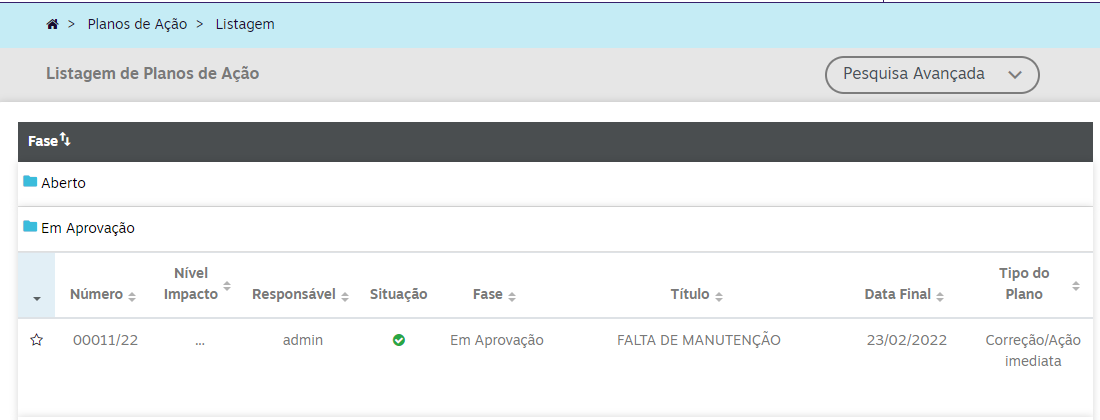 > Planos de Ação > Listagem
Listagem de Planos de Ação
Pesquisa Avançada
Fase
Aberto
Em Aprovação
Número Nível Impacto Responsável Situação Fase Título Data Final Tipo do Plano
00011/22 ... admin Em Aprovação FALTA DE MANUTENÇÃO 23/02/2022 Correção/Ação imediata